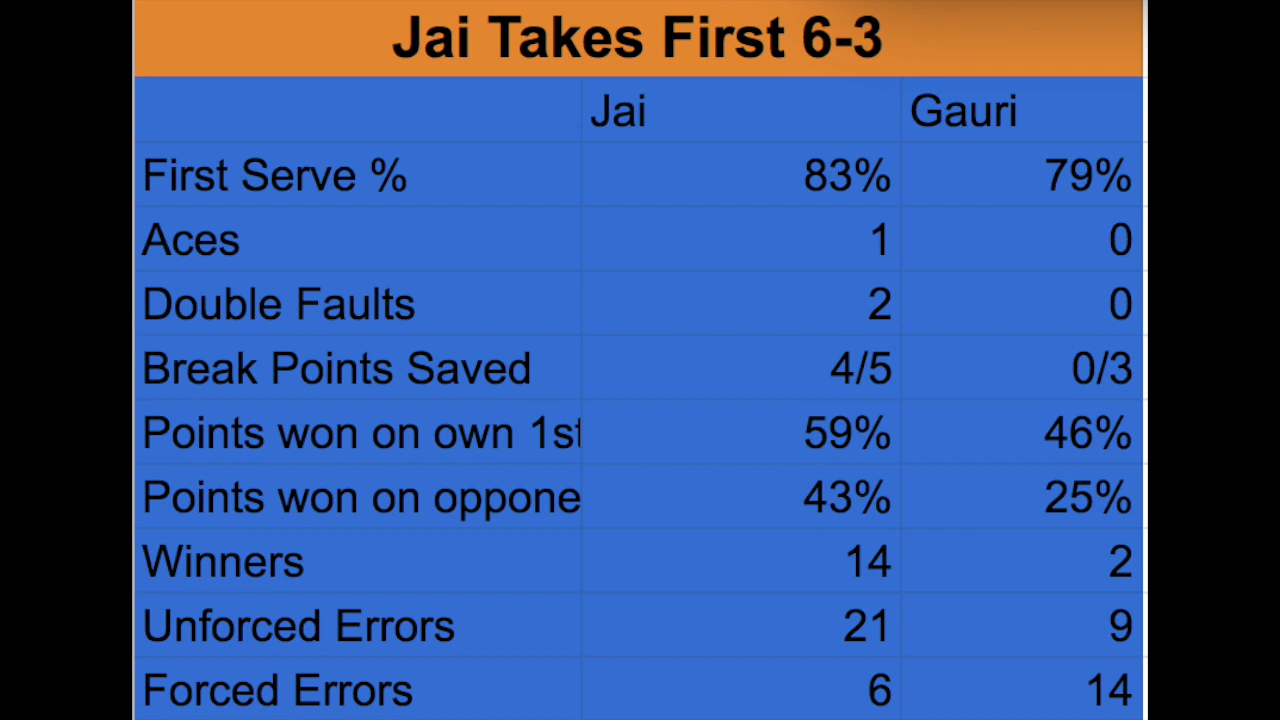 Jai Takes First 6-3
Jai Gauri
First Serve % 83% 79%
Aces 1 0
Double Faults 2 0
Break Points Saved 4/5 0/3
Points won on own 1st 59% 46%
Points won on oppone 43% 25%
Winners 14 2
Unforced Errors 21 9
Forced Errors 6 14